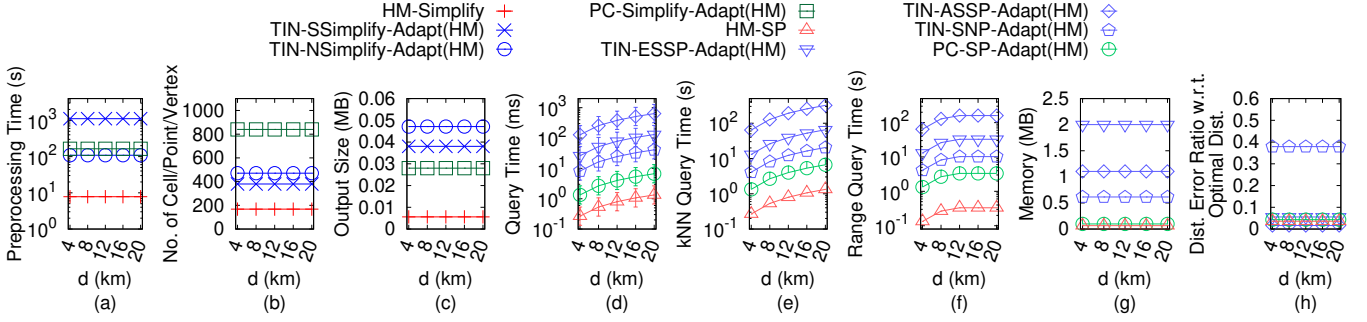 HM-Simplify
TIN-SSimplify-Adapt(HM)
TIN-NSimplify-Adapt(HM)
PC-Simplify-Adapt(HM)
HM-SP
TIN-ESSP-Adapt(HM)
TIN-ASSP-Adapt(HM)
TIN-SNP-Adapt(HM)
PC-SP-Adapt(HM)
Preprocessing Time (s)
10³
10²
10¹
10⁰
4 8 12 16 20
d (km)
(a)
No. of Cell/Point/Vertex
1000
800
600
400
200
0
4 8 12 16 20
d (km)
(b)
Output Size (MB)
0.06
0.05
0.04
0.03
0.02
0.01
0
4 8 12 16 20
d (km)
(c)
Query Time (ms)
10²
10¹
10⁰
10⁻¹
4 8 12 16 20
d (km)
(d)
kNN Query Time (s)
10²
10¹
10⁰
10⁻¹
4 8 12 16 20
d (km)
(e)
Range Query Time (s)
10²
10¹
10⁰
10⁻¹
4 8 12 16 20
d (km)
(f)
Memory (MB)
2.5
2
1.5
1
0.5
0
4 8 12 16 20
d (km)
(g)
Dist. Error Ratio w.r.t.
Optimal Dist.
0.6
0.5
0.4
0.3
0.2
0.1
0
4 8 12 16 20
d (km)
(h)